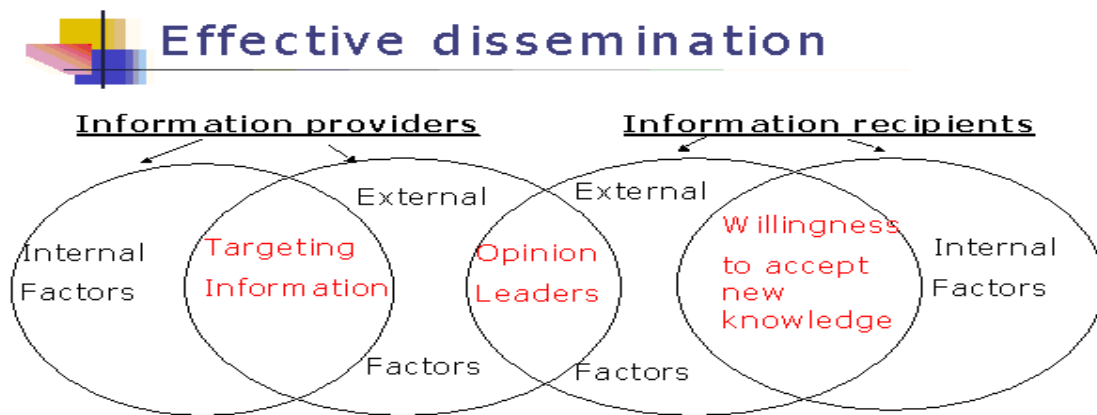 Effective dissemination
Information providers
Information recipients
Internal
Factors
Targeting
Information
External
Factors
Opinion
Leaders
External
Factors
Willingness
to accept
new
knowledge
Internal
Factors